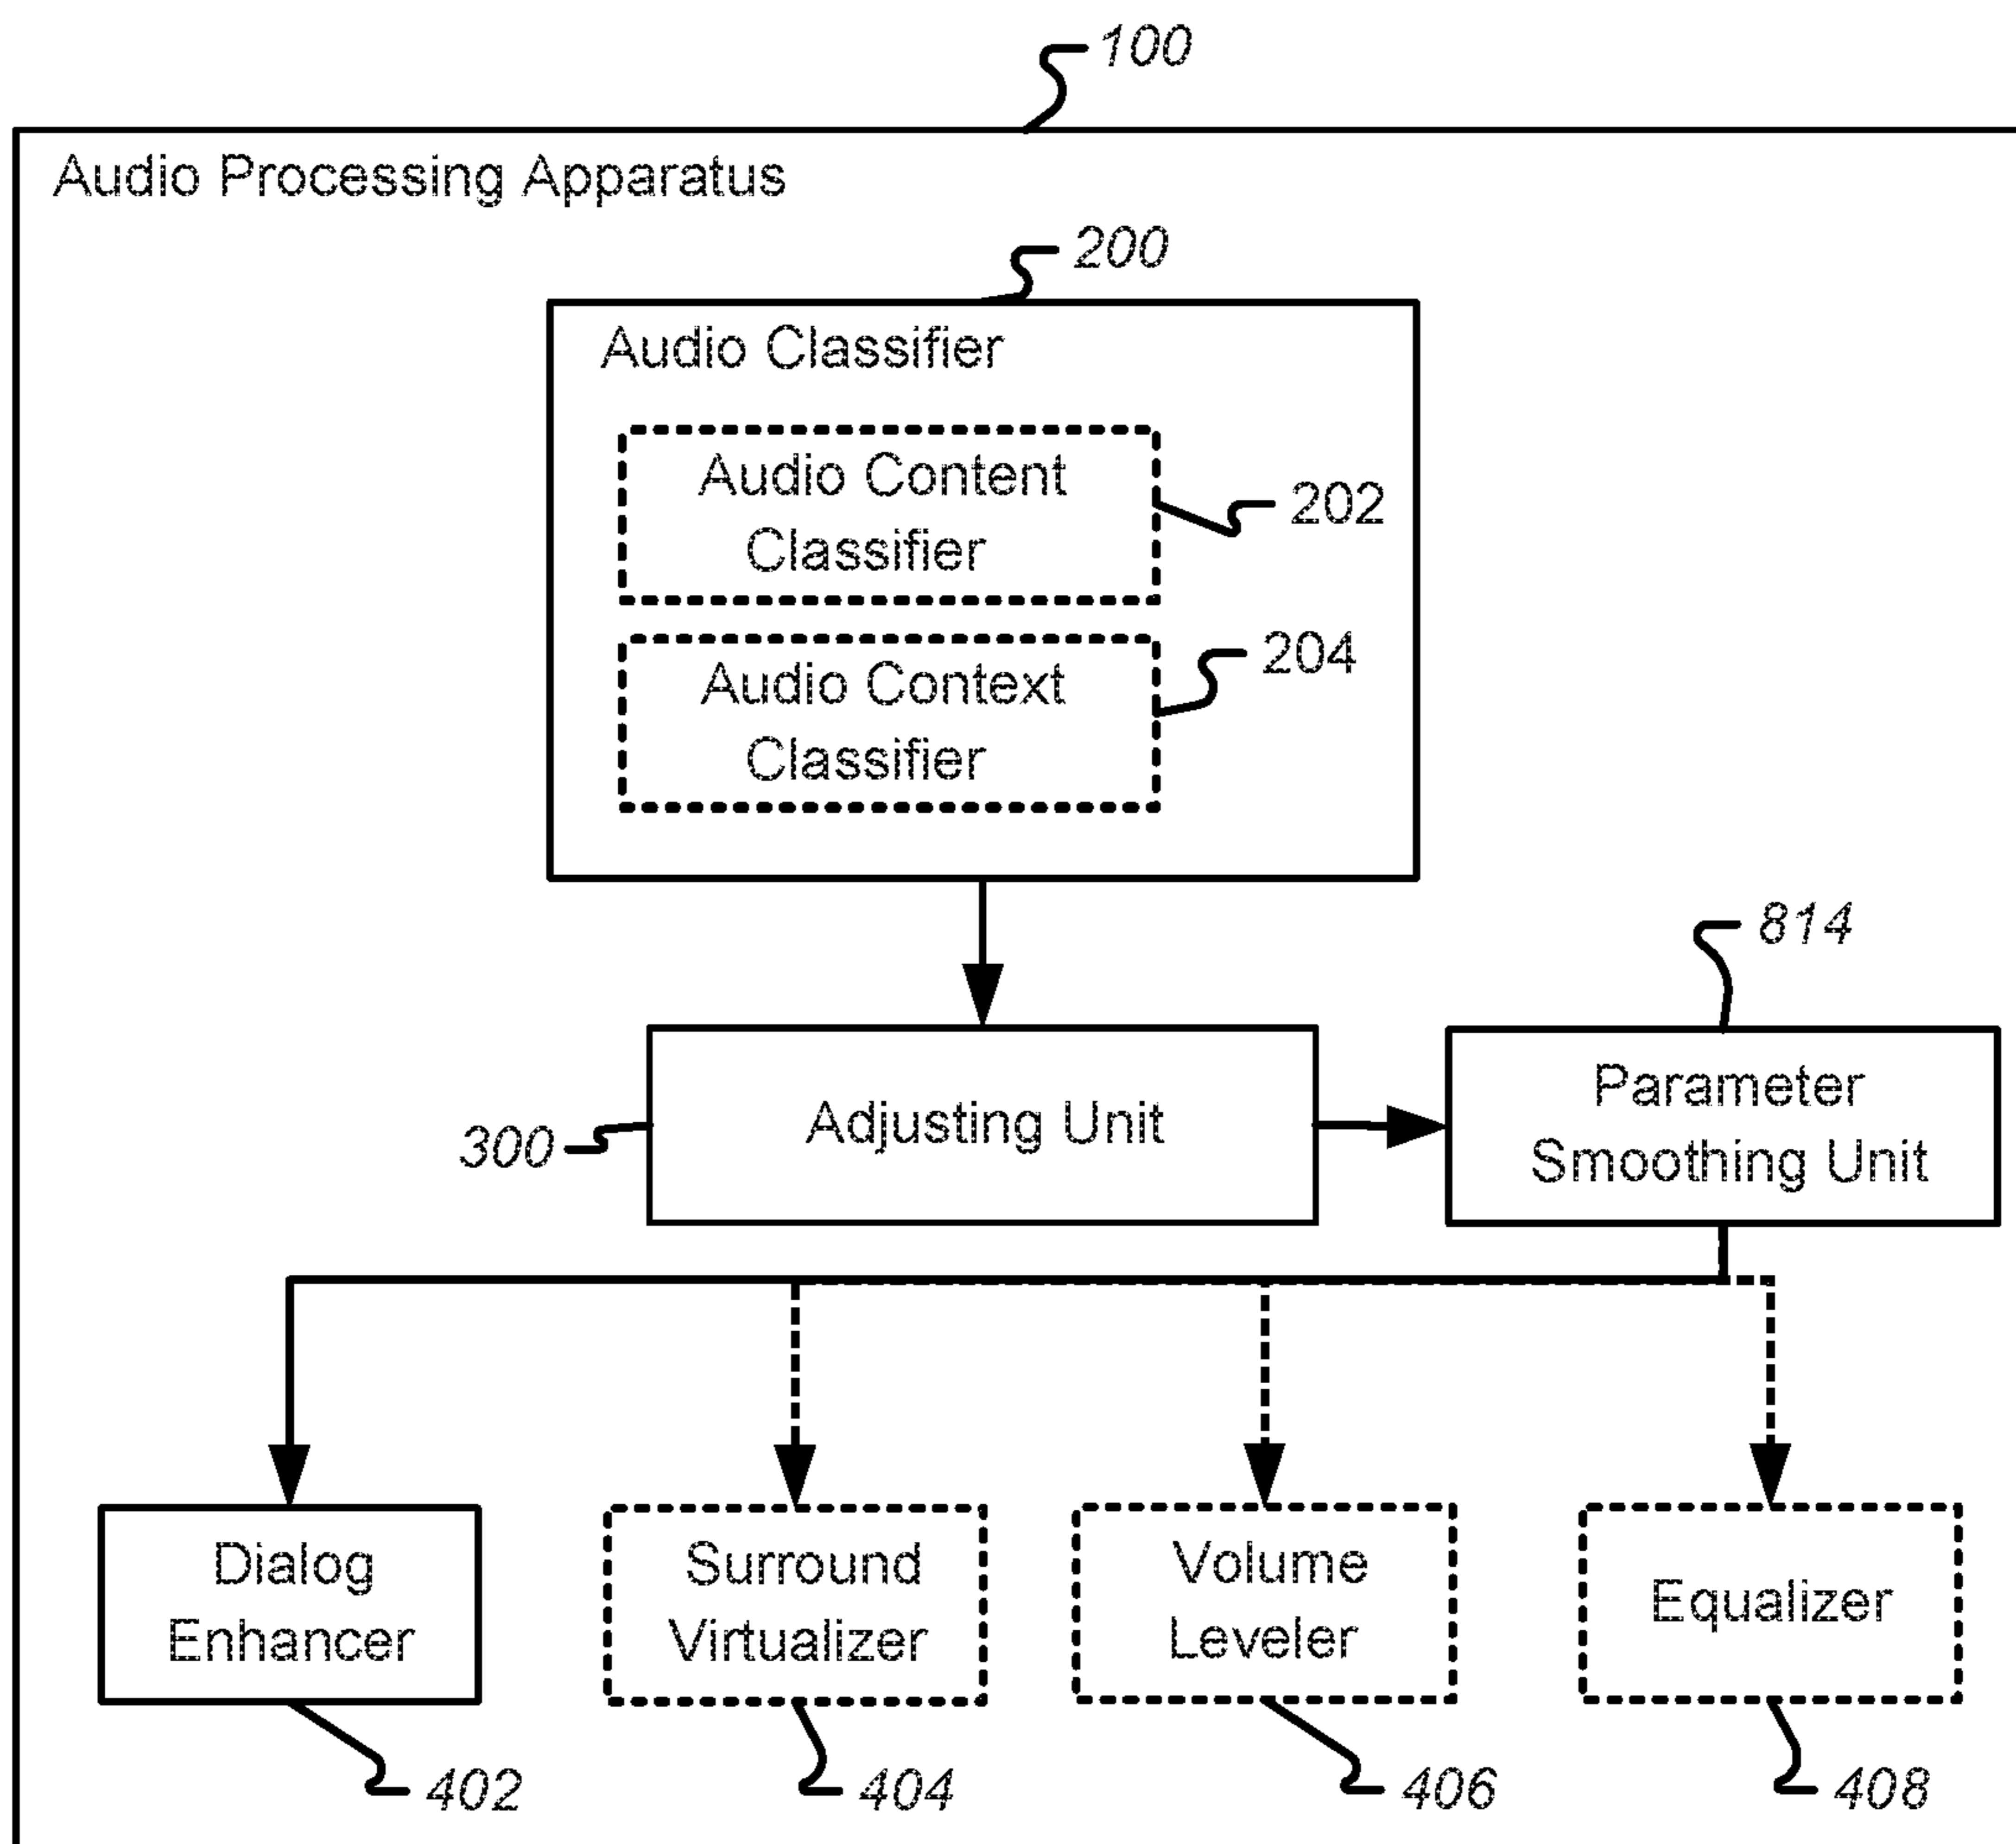 100
Audio Processing Apparatus
200
Audio Classifier
Audio Content
Classifier
202
Audio Context
Classifier
204
814
300
Adjusting Unit
Parameter
Smoothing Unit
Dialog
Enhancer
Surround
Virtualizer
Volume
Leveler
Equalizer
402
404
406
408